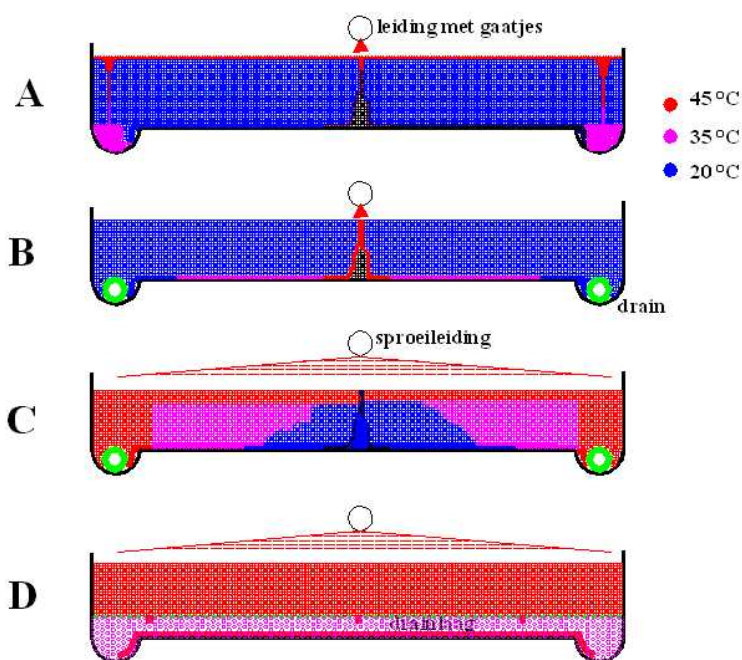 leiding met gaatjes
A
45 °C
35 °C
20 °C
B
drain
sproeileiding
C
D
drainlaag